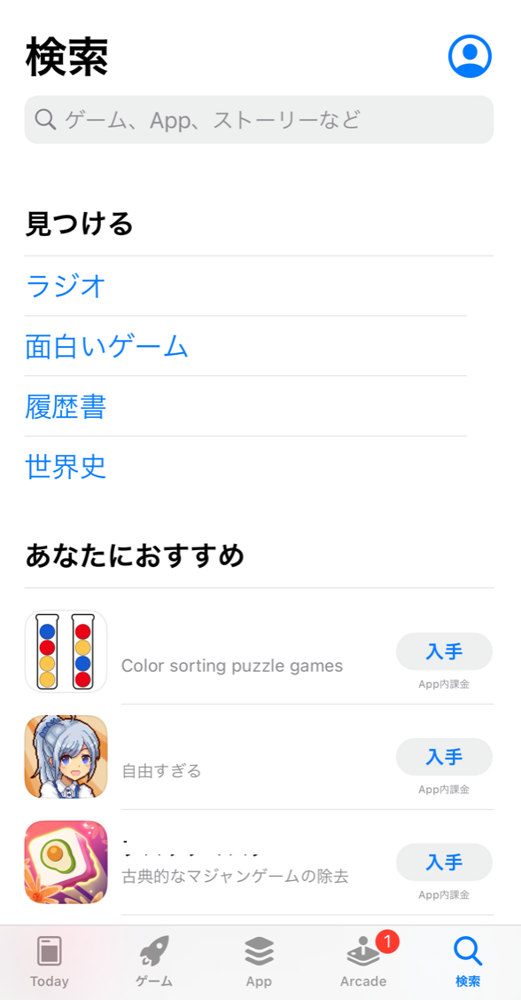 検索
ゲーム、App、ストーリーなど
見つける
ラジオ
面白いゲーム
履歴書
世界史
あなたにおすすめ
Color sorting puzzle games
入手
App内課金
自由すぎる
入手
App内課金
古典的なマジャンゲームの除去
入手
App内課金
Today
ゲーム
App
Arcade
1
検索